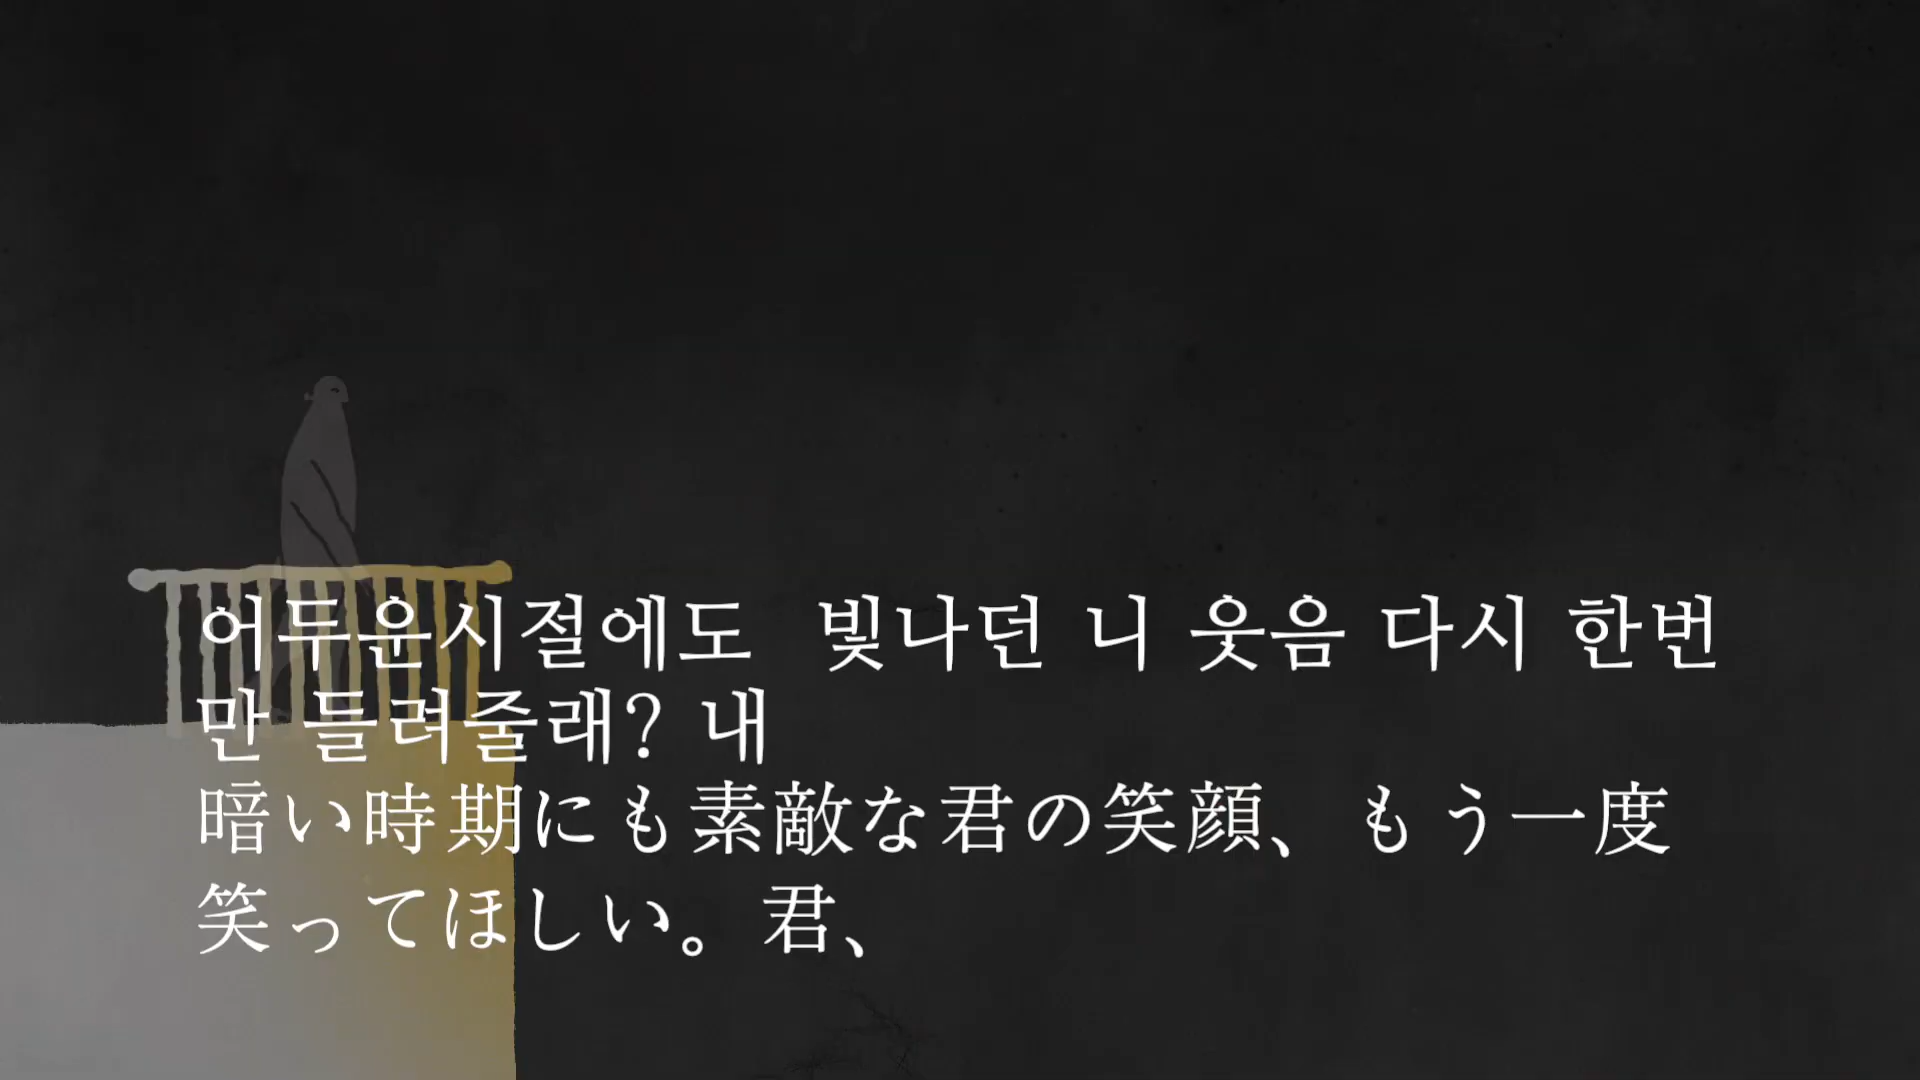 어두운시절에도  빛나던 니 웃음 다시 한번
만 들려줄래? 내
暗い時期にも素敵な君の笑顔、もう一度
笑ってほしい。君、